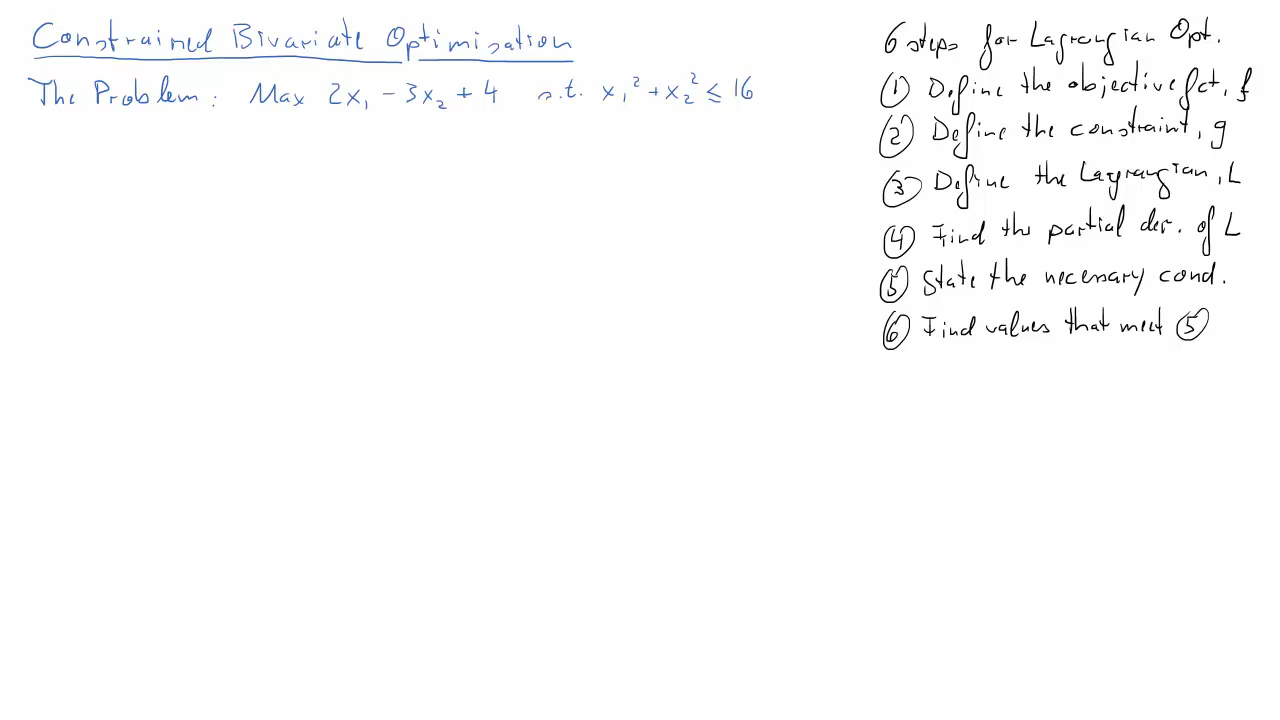 Constrained Bivariate Optimisation
The Problem: Max 2x₁ − 3x₂ + 4 s.t. x₁² + x₂² ≤ 16
6 steps for Lagrangian Opt.
① Define the objective fct, f
② Define the constraint, g
③ Define the Lagrangian, L
④ Find the partial der. of L
⑤ State the necessary cond.
⑥ Find values that meet ⑤